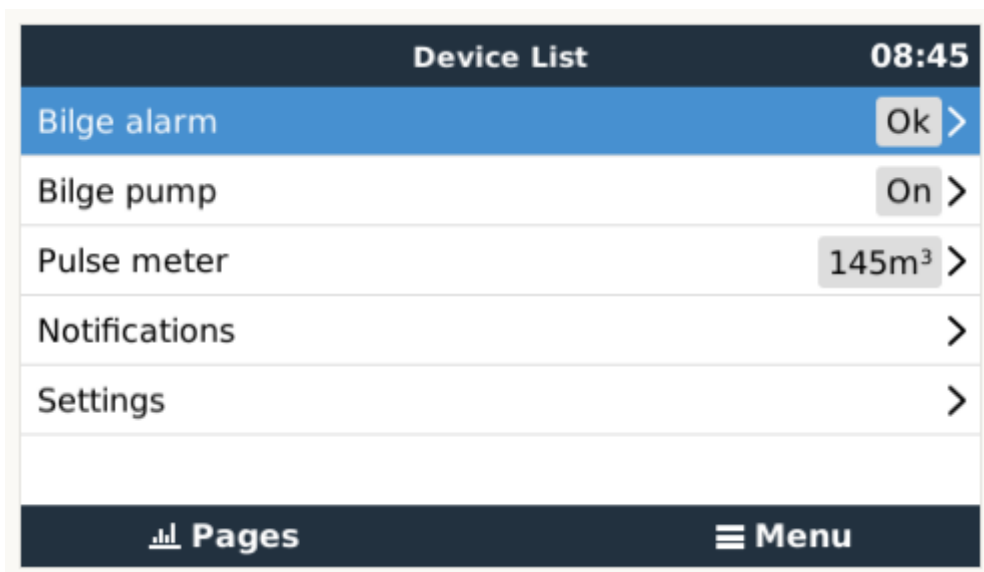 Device List 08:45
Bilge alarm Ok
Bilge pump On
Pulse meter 145m³
Notifications
Settings
Pages Menu